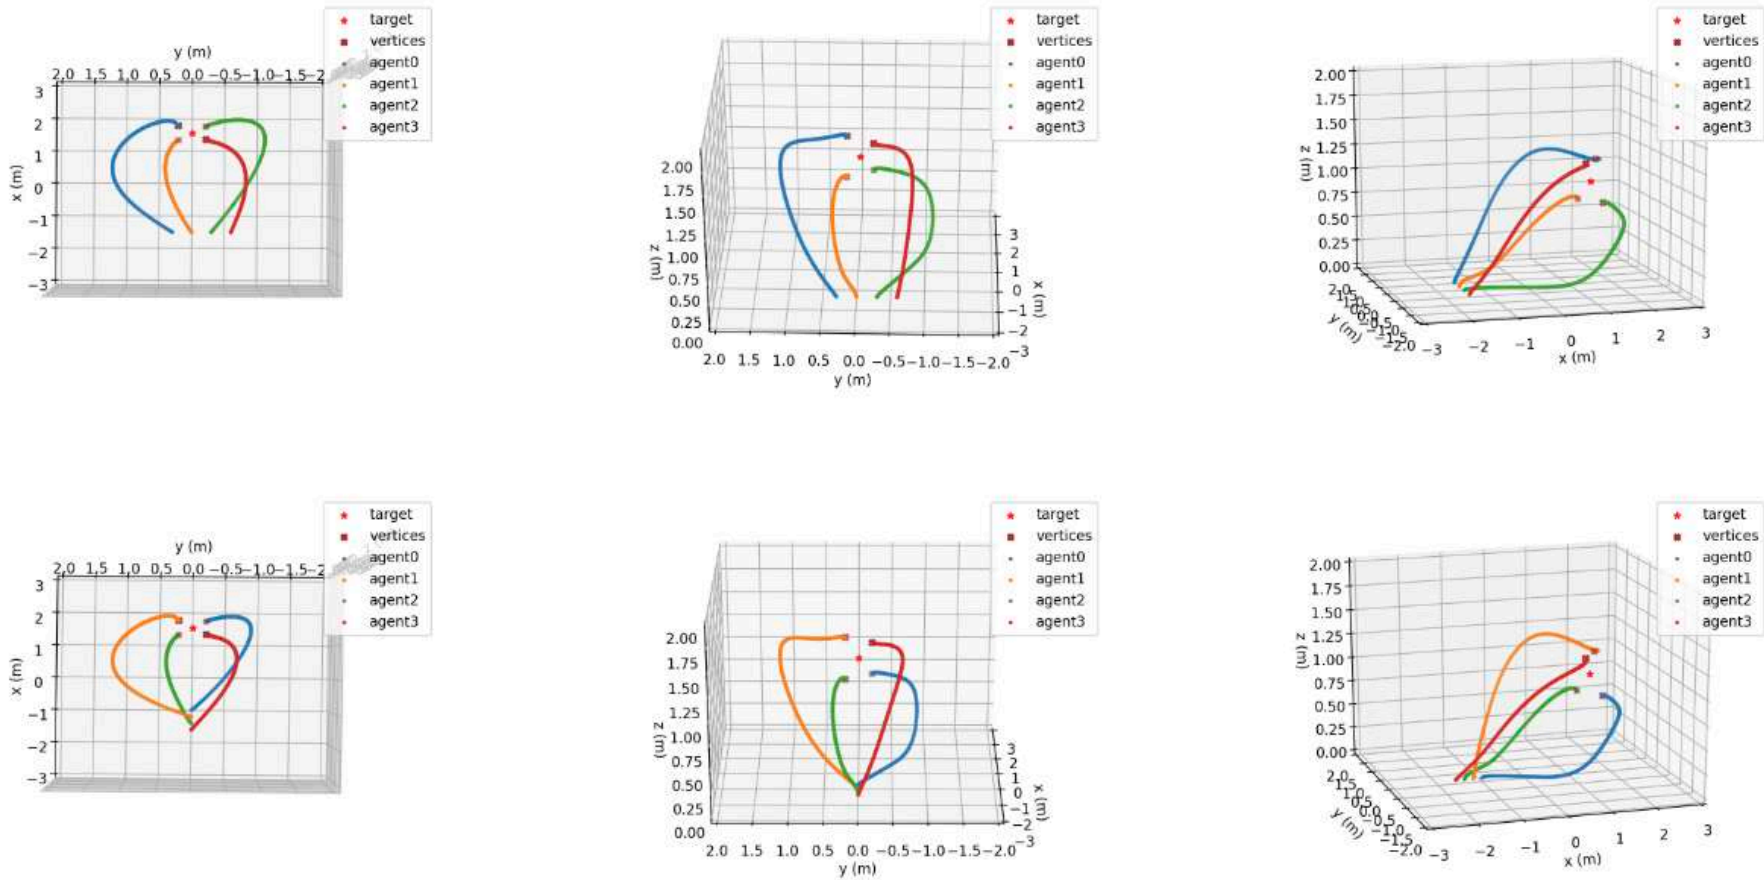 target
vertices
agent0
agent1
agent2
agent3
y (m)
2.0 1.5 1.0 0.5 0.0 −0.5−1.0−1.5−2
3
2
1
0
−1
−2
−3
x (m)
target
vertices
agent0
agent1
agent2
agent3
2.00
1.75
1.50
1.25
1.00
0.75
0.50
0.25
0.00
z (m)
3
2
1
0
−1
−2
−3
x (m)
2.0 1.5 1.0 0.5 0.0 −0.5−1.0−1.5−2.0
y (m)
target
vertices
agent0
agent1
agent2
agent3
2.00
1.75
1.50
1.25
1.00
0.75
0.50
0.25
0.00
z (m)
2.0
−2.0
y (m)
−3 −2 −1 0 1 2 3
x (m)
target
vertices
agent0
agent1
agent2
agent3
y (m)
2.0 1.5 1.0 0.5 0.0 −0.5−1.0−1.5−2
3
2
1
0
−1
−2
−3
x (m)
target
vertices
agent0
agent1
agent2
agent3
2.00
1.75
1.50
1.25
1.00
0.75
0.50
0.25
0.00
z (m)
3
2
1
0
−1
−2
−3
x (m)
2.0 1.5 1.0 0.5 0.0 −0.5−1.0−1.5−2.0
y (m)
target
vertices
agent0
agent1
agent2
agent3
2.00
1.75
1.50
1.25
1.00
0.75
0.50
0.25
0.00
z (m)
2.0
−2.0
y (m)
−3 −2 −1 0 1 2 3
x (m)